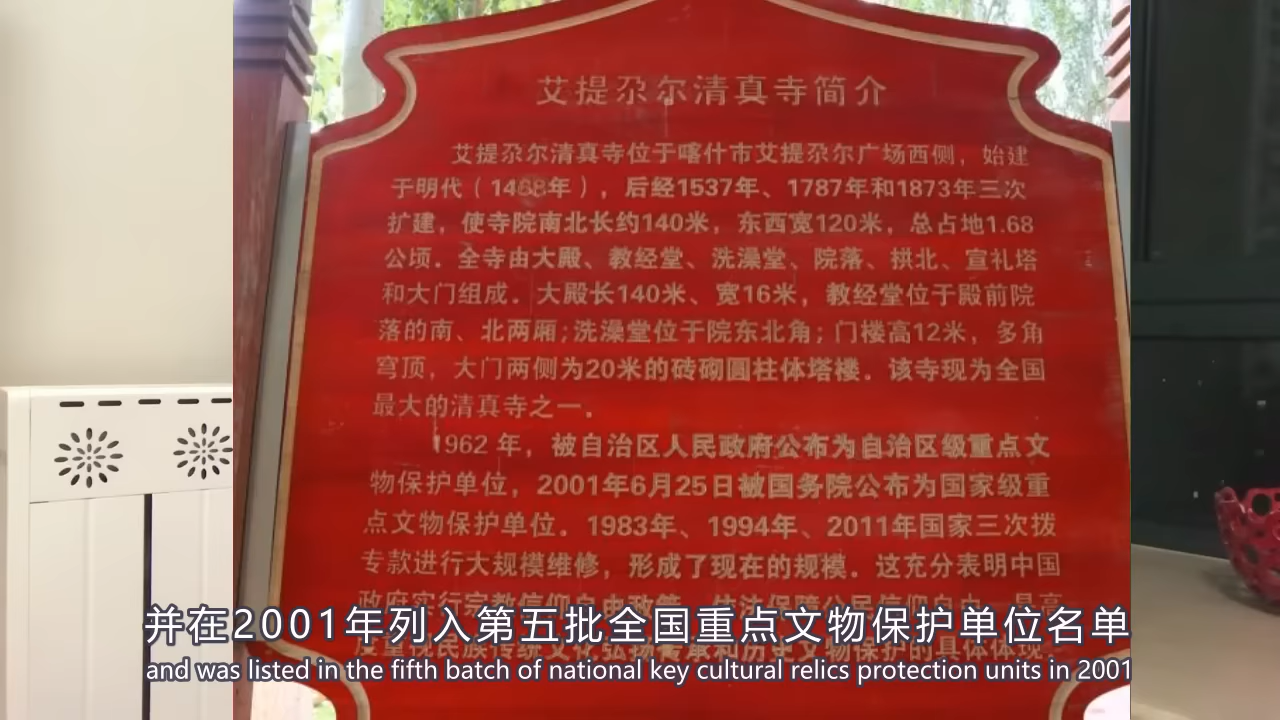 艾提尕尔清真寺简介
艾提尕尔清真寺位于喀什市艾提尕尔广场西侧，始建
于明代（1468年），后经1537年、1787年和1873年三次
扩建，使寺院南北长约140米，东西宽120米，总占地1.68
公顷．全寺由大殿、教经堂、洗澡堂、院落、拱北、宣礼塔
和大门组成．大殿长140米、宽16米，教经堂位于殿前院
落的南、北两厢；洗澡堂位于院东北角；门楼高12米，多角
穹顶，大门两侧为20米的砖砌圆柱体塔楼。该寺现为全国
最大的清真寺之一．
1962年，被自治区人民政府公布为自治区级重点文
物保护单位，2001年6月25日被国务院公布为国家级重
点文物保护单位。1983年、1994年、2011年国家三次拨
专款进行大规模维修，形成了现在的规模．这充分表明中国
并在2001年列入第五批全国重点文物保护单位名单
and was listed in the fifth batch of national key cultural relics protection units in 2001